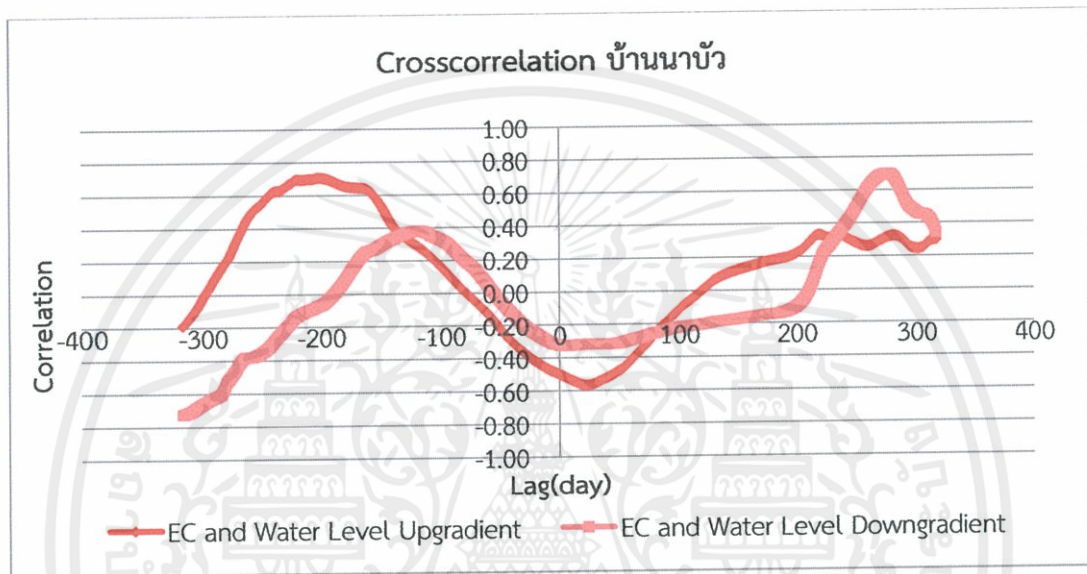 Crosscorrelation บ้านนาบัว
Correlation
1.00
0.80
0.60
0.40
0.20
0.00
-0.20
-0.40
-0.60
-0.80
-1.00
-400 -300 -200 -100 0 100 200 300 400
Lag(day)
EC and Water Level Upgradient EC and Water Level Downgradient